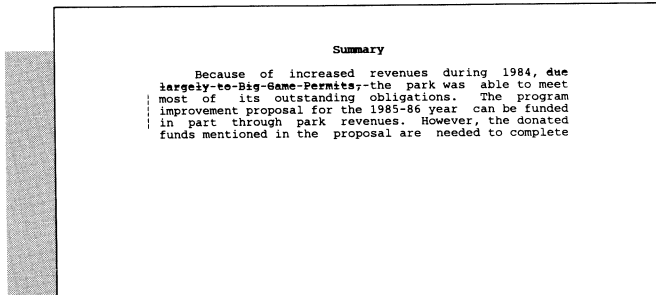 Summary
Because of increased revenues during 1984, due
largely-to-Big-Game-Permits,-the park was able to meet
most of its outstanding obligations. The program
improvement proposal for the 1985-86 year can be funded
in part through park revenues. However, the donated
funds mentioned in the proposal are needed to complete